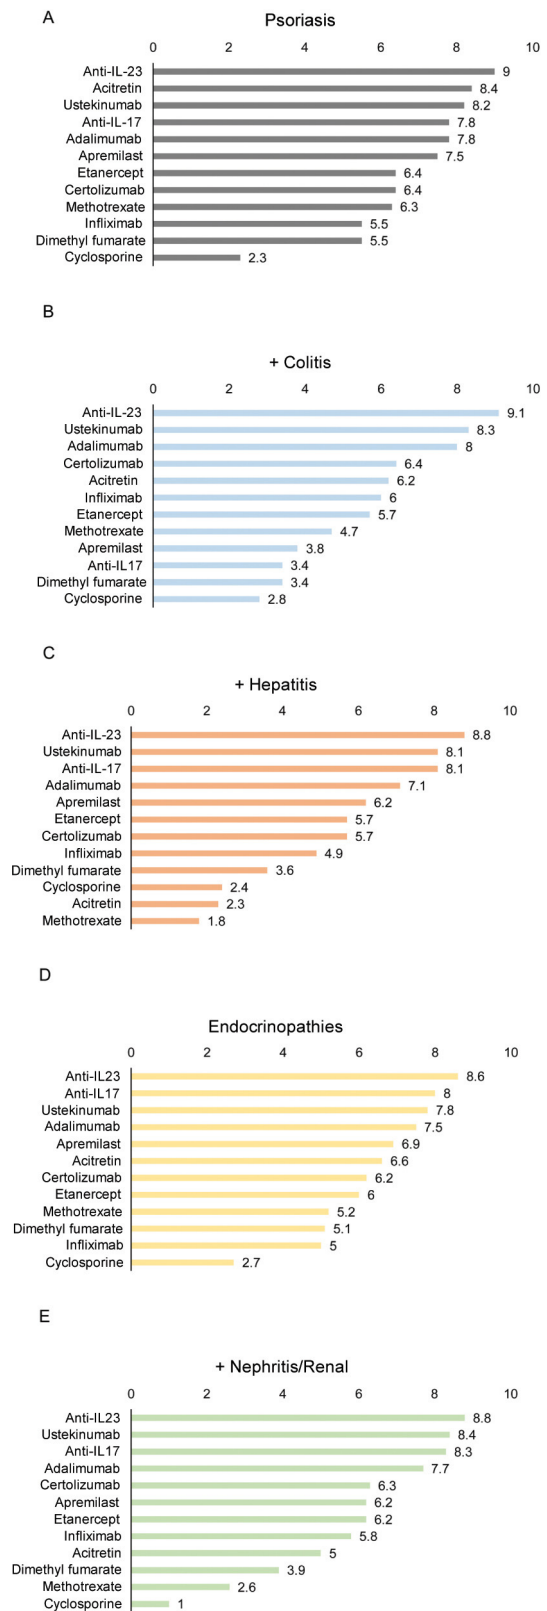 A
Psoriasis
0 2 4 6 8 10
Anti-IL-23 9
Acitretin 8.4
Ustekinumab 8.2
Anti-IL-17 7.8
Adalimumab 7.8
Apremilast 7.5
Etanercept 6.4
Certolizumab 6.4
Methotrexate 6.3
Infliximab 5.5
Dimethyl fumarate 5.5
Cyclosporine 2.3
B
+ Colitis
0 2 4 6 8 10
Anti-IL-23 9.1
Ustekinumab 8.3
Adalimumab 8
Certolizumab 6.4
Acitretin 6.2
Infliximab 6
Etanercept 5.7
Methotrexate 4.7
Apremilast 3.8
Anti-IL17 3.4
Dimethyl fumarate 3.4
Cyclosporine 2.8
C
+ Hepatitis
0 2 4 6 8 10
Anti-IL-23 8.8
Ustekinumab 8.1
Anti-IL-17 8.1
Adalimumab 7.1
Apremilast 6.2
Etanercept 5.7
Certolizumab 5.7
Infliximab 4.9
Dimethyl fumarate 3.6
Cyclosporine 2.4
Acitretin 2.3
Methotrexate 1.8
D
Endocrinopathies
0 2 4 6 8 10
Anti-IL23 8.6
Anti-IL17 8
Ustekinumab 7.8
Adalimumab 7.5
Apremilast 6.9
Acitretin 6.6
Certolizumab 6.2
Etanercept 6
Methotrexate 5.2
Dimethyl fumarate 5.1
Infliximab 5
Cyclosporine 2.7
E
+ Nephritis/Renal
0 2 4 6 8 10
Anti-IL23 8.8
Ustekinumab 8.4
Anti-IL17 8.3
Adalimumab 7.7
Certolizumab 6.3
Apremilast 6.2
Etanercept 6.2
Infliximab 5.8
Acitretin 5
Dimethyl fumarate 3.9
Methotrexate 2.6
Cyclosporine 1